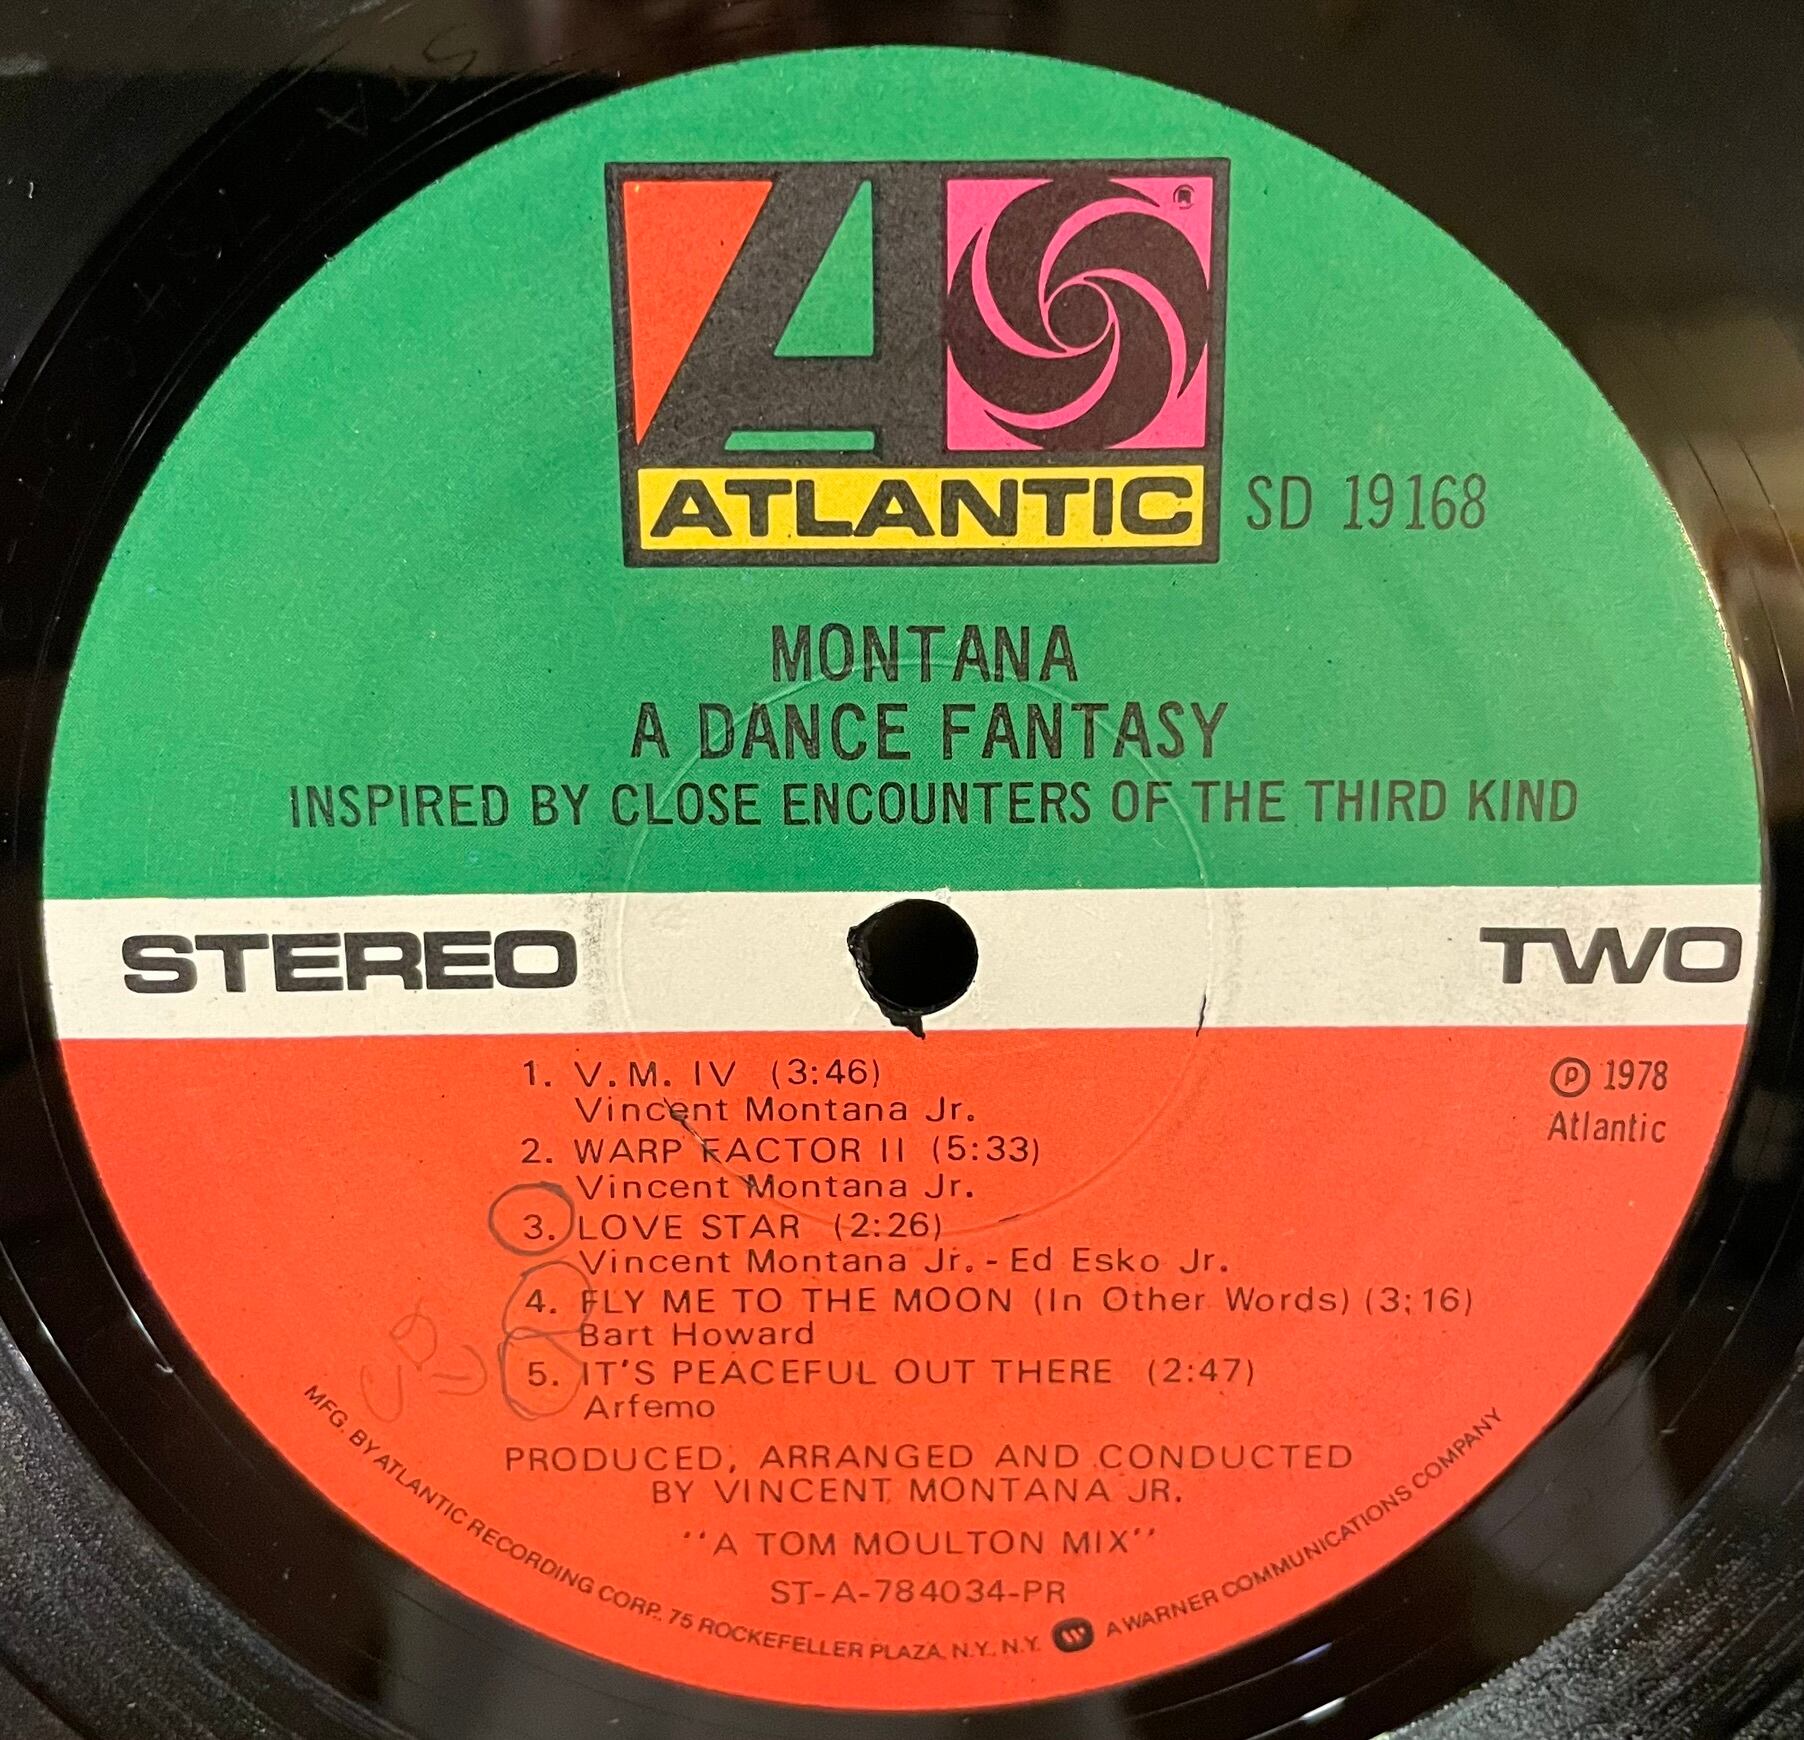 ATLANTIC
SD 19168
MONTANA
A DANCE FANTASY
INSPIRED BY CLOSE ENCOUNTERS OF THE THIRD KIND
STEREO
TWO
1. V.M. IV (3:46)
Vincent Montana Jr.
2. WARP FACTOR II (5:33)
Vincent Montana Jr.
3. LOVE STAR (2:26)
Vincent Montana Jr. - Ed Esko Jr.
4. FLY ME TO THE MOON (In Other Words) (3;16)
Bart Howard
5. IT'S PEACEFUL OUT THERE (2:47)
Arfemo
℗ 1978
Atlantic
PRODUCED, ARRANGED AND CONDUCTED
BY VINCENT MONTANA JR.
"A TOM MOULTON MIX"
ST-A-784034-PR
MFG. BY ATLANTIC RECORDING CORP. 75 ROCKEFELLER PLAZA, N.Y., N.Y. A WARNER COMMUNICATIONS COMPANY